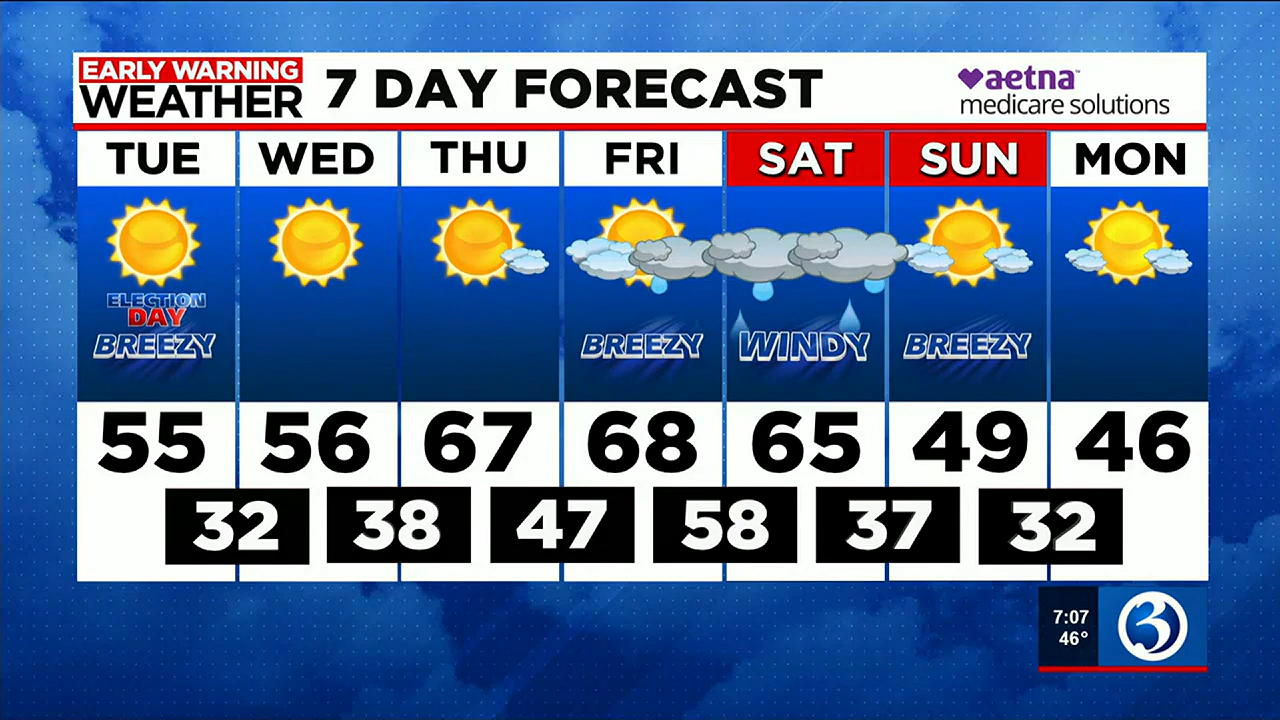 EARLY WARNING
WEATHER
7 DAY FORECAST
aetna™
medicare solutions
TUE WED THU FRI SAT SUN MON
ELECTION
DAY
BREEZY BREEZY WINDY BREEZY
55 56 67 68 65 49 46
32 38 47 58 37 32
7:07
46°
3